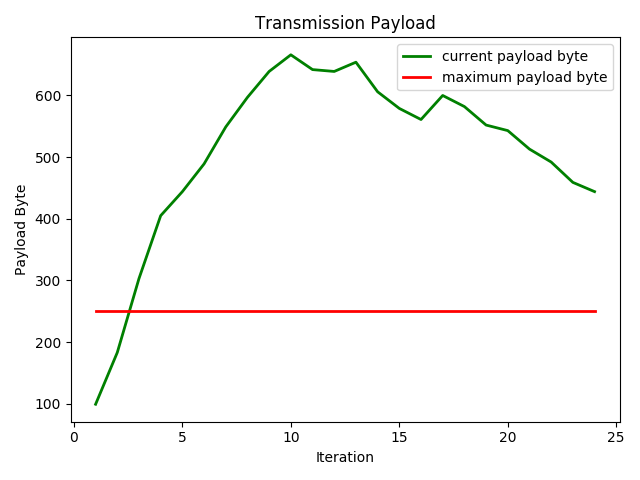 Transmission Payload
current payload byte
maximum payload byte
Payload Byte
600
500
400
300
200
100
0 5 10 15 20 25
Iteration